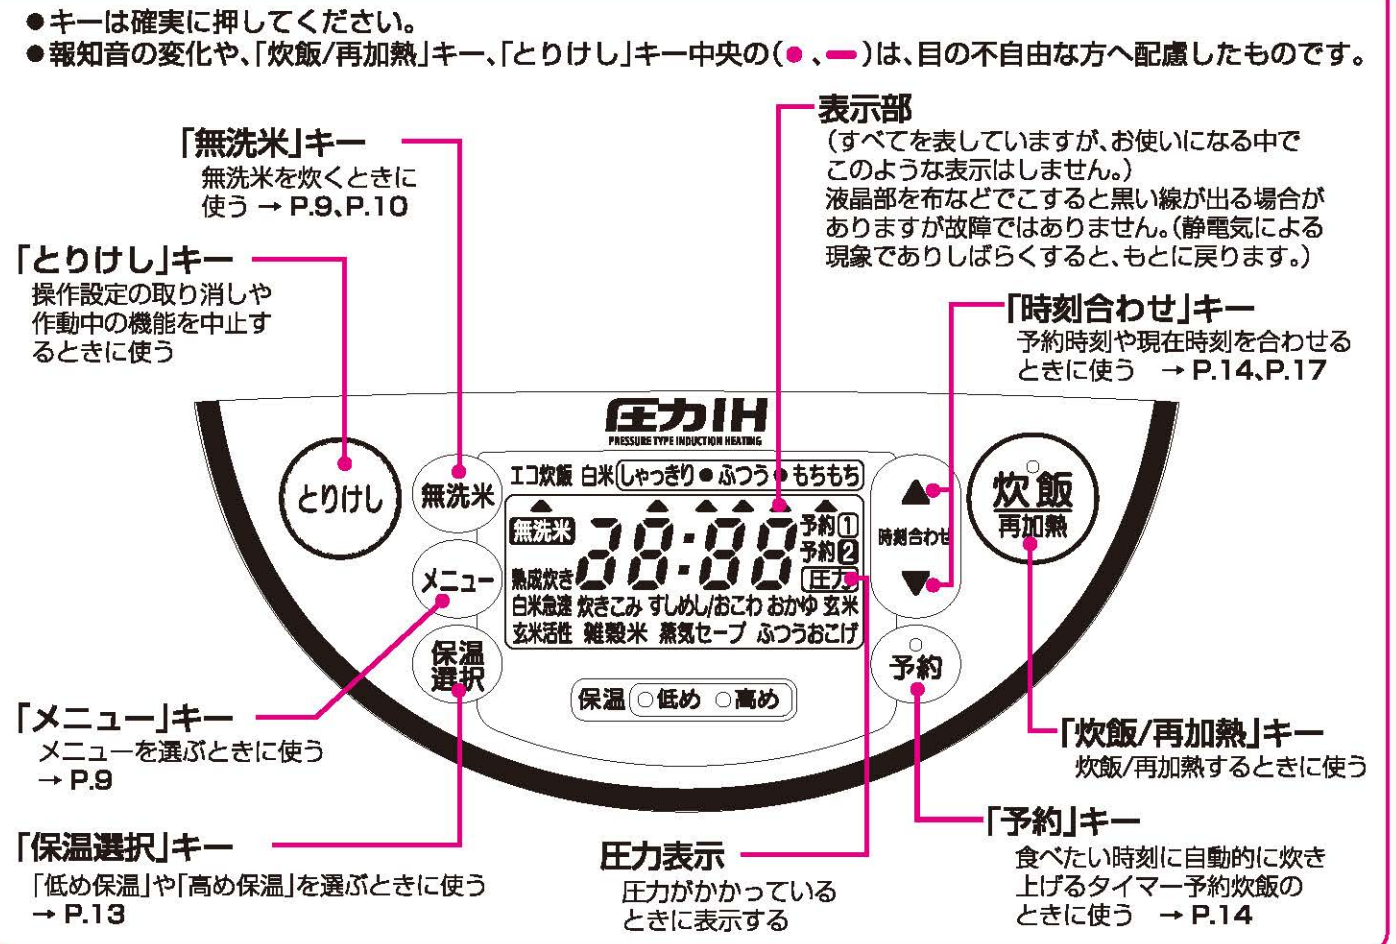 ●キーは確実に押してください。
●報知音の変化や、「炊飯/再加熱」キー、「とりけし」キー中央の(●、━)は、目の不自由な方へ配慮したものです。
表示部
(すべてを表していますが、お使いになる中で
このような表示はしません。)
液晶部を布などでこすると黒い線が出る場合が
ありますが故障ではありません。(静電気による
現象でありしばらくすると、もとに戻ります。)
「無洗米」キー
無洗米を炊くときに
使う → P.9、P.10
「とりけし」キー
操作設定の取り消しや
作動中の機能を中止す
るときに使う
「時刻合わせ」キー
予約時刻や現在時刻を合わせる
ときに使う → P.14、P.17
圧力IH
PRESSURE TYPE INDUCTION HEATING
とりけし
無洗米
メニュー
保温
選択
エコ炊飯 白米 しゃっきり●ふつう●もちもち
無洗米 28:88 予約1
予約2
熟成炊き 圧力
白米急速 炊きこみ すしめし/おこわ おかゆ 玄米
玄米活性 雑穀米 蒸気セーブ ふつうおこげ
保温 ○低め ○高め
▲
時刻合わせ
▼
予約
炊飯
再加熱
「メニュー」キー
メニューを選ぶときに使う
→ P.9
「保温選択」キー
「低め保温」や「高め保温」を選ぶときに使う
→ P.13
圧力表示
圧力がかかっている
ときに表示する
「炊飯/再加熱」キー
炊飯/再加熱するときに使う
「予約」キー
食べたい時刻に自動的に炊き
上げるタイマー予約炊飯の
ときに使う → P.14